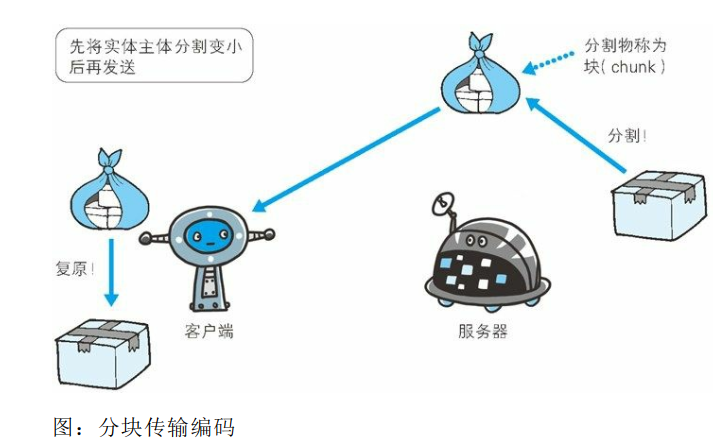 先将实体主体分割变小
后再发送
分割物称为
块( chunk )
分割!
复原!
客户端
服务器
图：分块传输编码